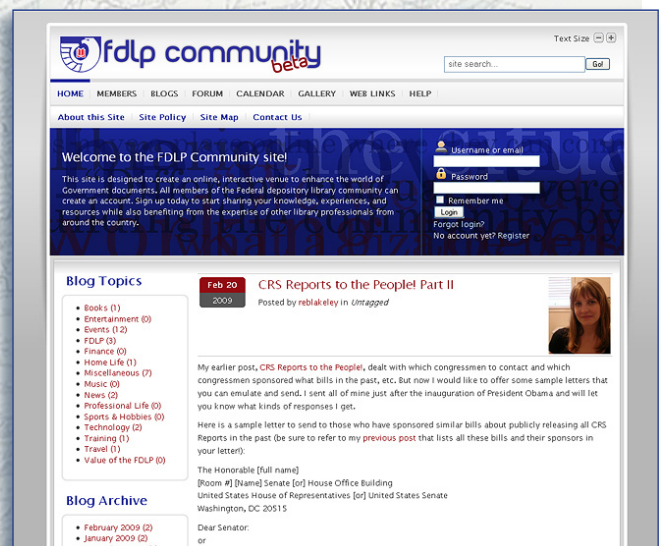 fdlp community
beta
Text Size
site search...
Go!
HOME MEMBERS BLOGS FORUM CALENDAR GALLERY WEB LINKS HELP
About this Site Site Policy Site Map Contact Us
Welcome to the FDLP Community site!
This site is designed to create an online, interactive venue to enhance the world of
Government documents. All members of the Federal depository library community can
create an account. Sign up today to start sharing your knowledge, experiences, and
resources while also benefiting from the expertise of other library professionals from
around the country.
Username or email
Password
Remember me
Login
Forgot login?
No account yet? Register
Blog Topics
Books (1)
Entertainment (0)
Events (12)
FDLP (3)
Finance (0)
Home Life (1)
Miscellaneous (7)
Music (0)
News (2)
Professional Life (0)
Sports & Hobbies (0)
Technology (2)
Training (1)
Travel (1)
Value of the FDLP (0)
Blog Archive
February 2009 (2)
January 2009 (2)
Feb 20
2009
CRS Reports to the People! Part II
Posted by reblakeley in Untagged
My earlier post, CRS Reports to the People!, dealt with which congressmen to contact and which
congressmen sponsored what bills in the past, etc. But now I would like to offer some sample letters that
you can emulate and send. I sent all of mine just after the inauguration of President Obama and will let
you know what kinds of responses I get.
Here is a sample letter to send to those who have sponsored similar bills about publicly releasing all CRS
Reports in the past (be sure to refer to my previous post that lists all these bills and their sponsors in
your letter!):
The Honorable [full name]
[Room #] [Name] Senate [or] House Office Building
United States House of Representatives [or] United States Senate
Washington, DC 20515
Dear Senator:
or